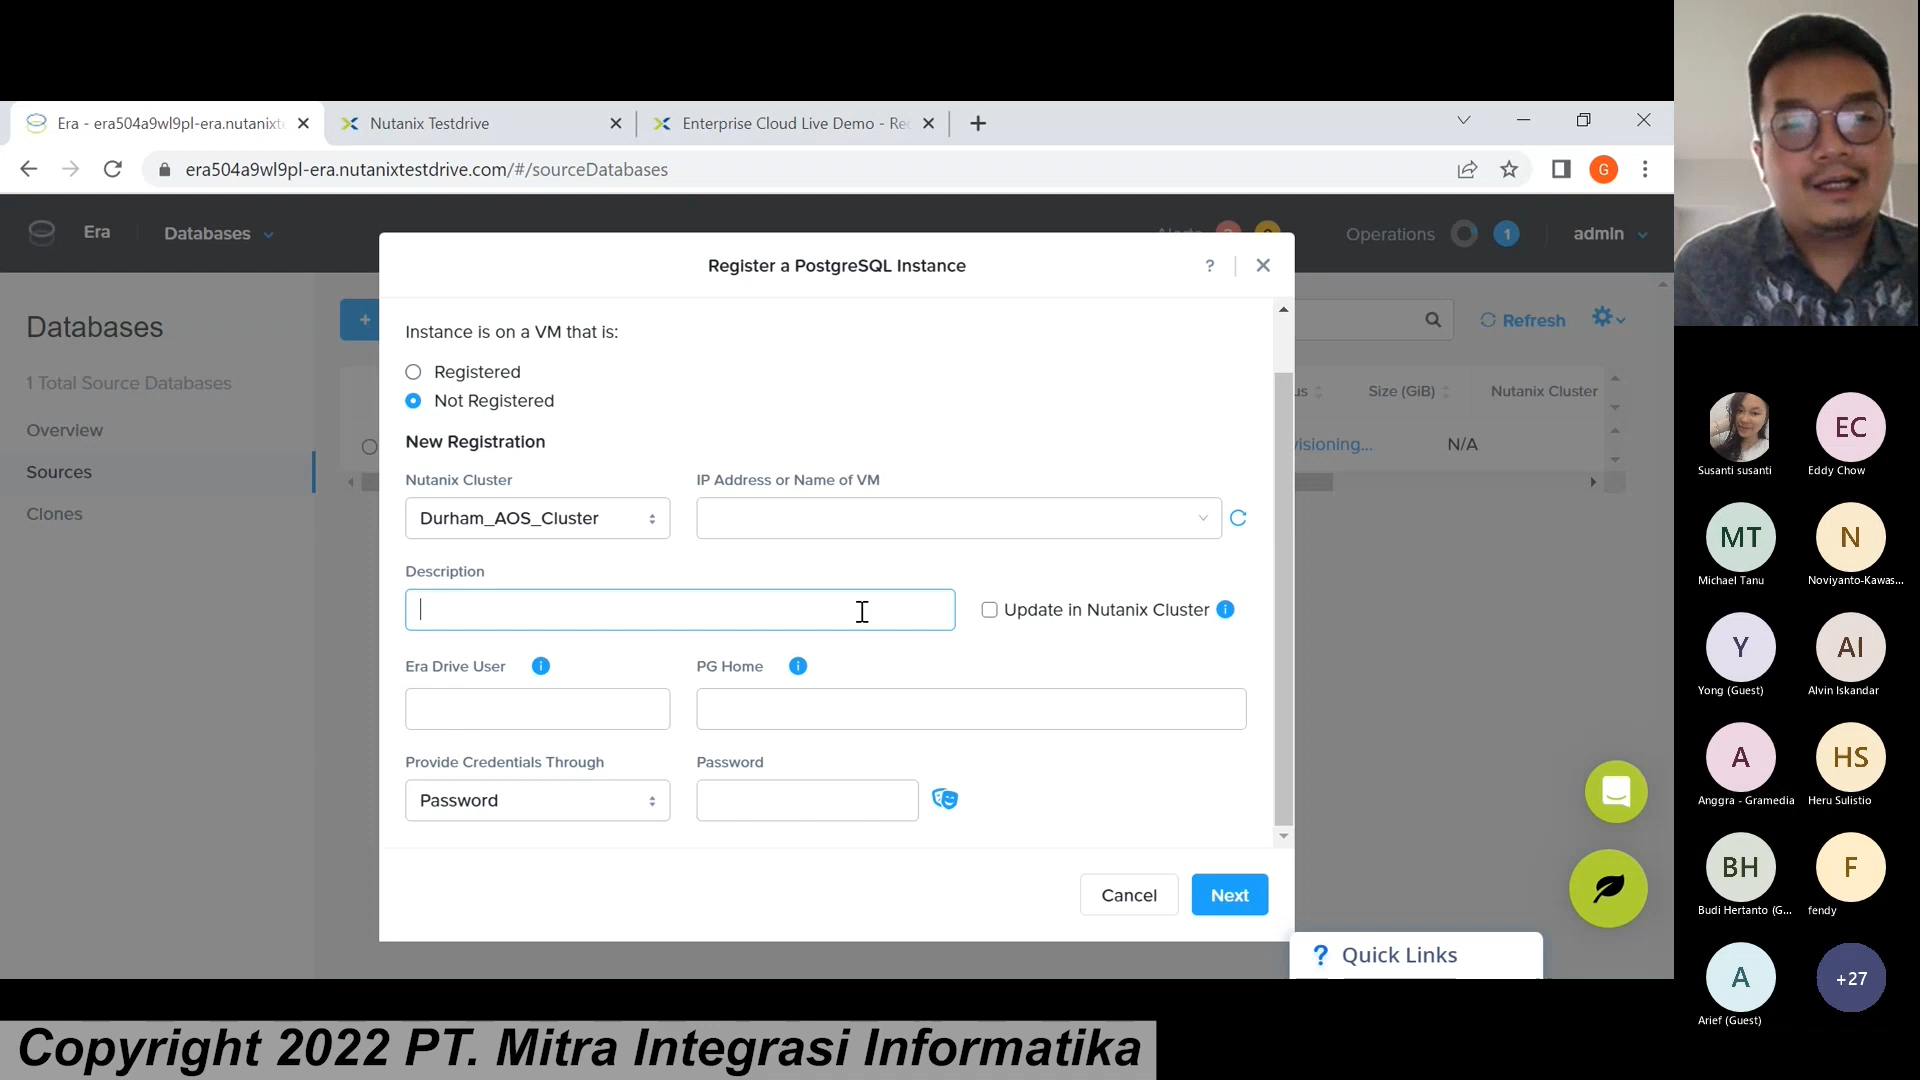 Era - era504a9wl9pl-era.nutanixte
Nutanix Testdrive
Enterprise Cloud Live Demo - Rec
era504a9wl9pl-era.nutanixtestdrive.com/#/sourceDatabases
G
Era
Databases
Operations
1
admin
Register a PostgreSQL Instance
?
Databases
1 Total Source Databases
Overview
Sources
Clones
+
Refresh
Size (GiB)
Nutanix Cluster
N/A
Instance is on a VM that is:
Registered
Not Registered
New Registration
Nutanix Cluster
IP Address or Name of VM
Durham_AOS_Cluster
Description
Update in Nutanix Cluster
Era Drive User
PG Home
Provide Credentials Through
Password
Password
Cancel
Next
? Quick Links
Susanti susanti
EC
Eddy Chow
MT
Michael Tanu
N
Noviyanto-Kawas...
Y
Yong (Guest)
AI
Alvin Iskandar
A
Anggra - Gramedia
HS
Heru Sulistio
BH
Budi Hertanto (G...
F
fendy
A
Arief (Guest)
+27
Copyright 2022 PT. Mitra Integrasi Informatika